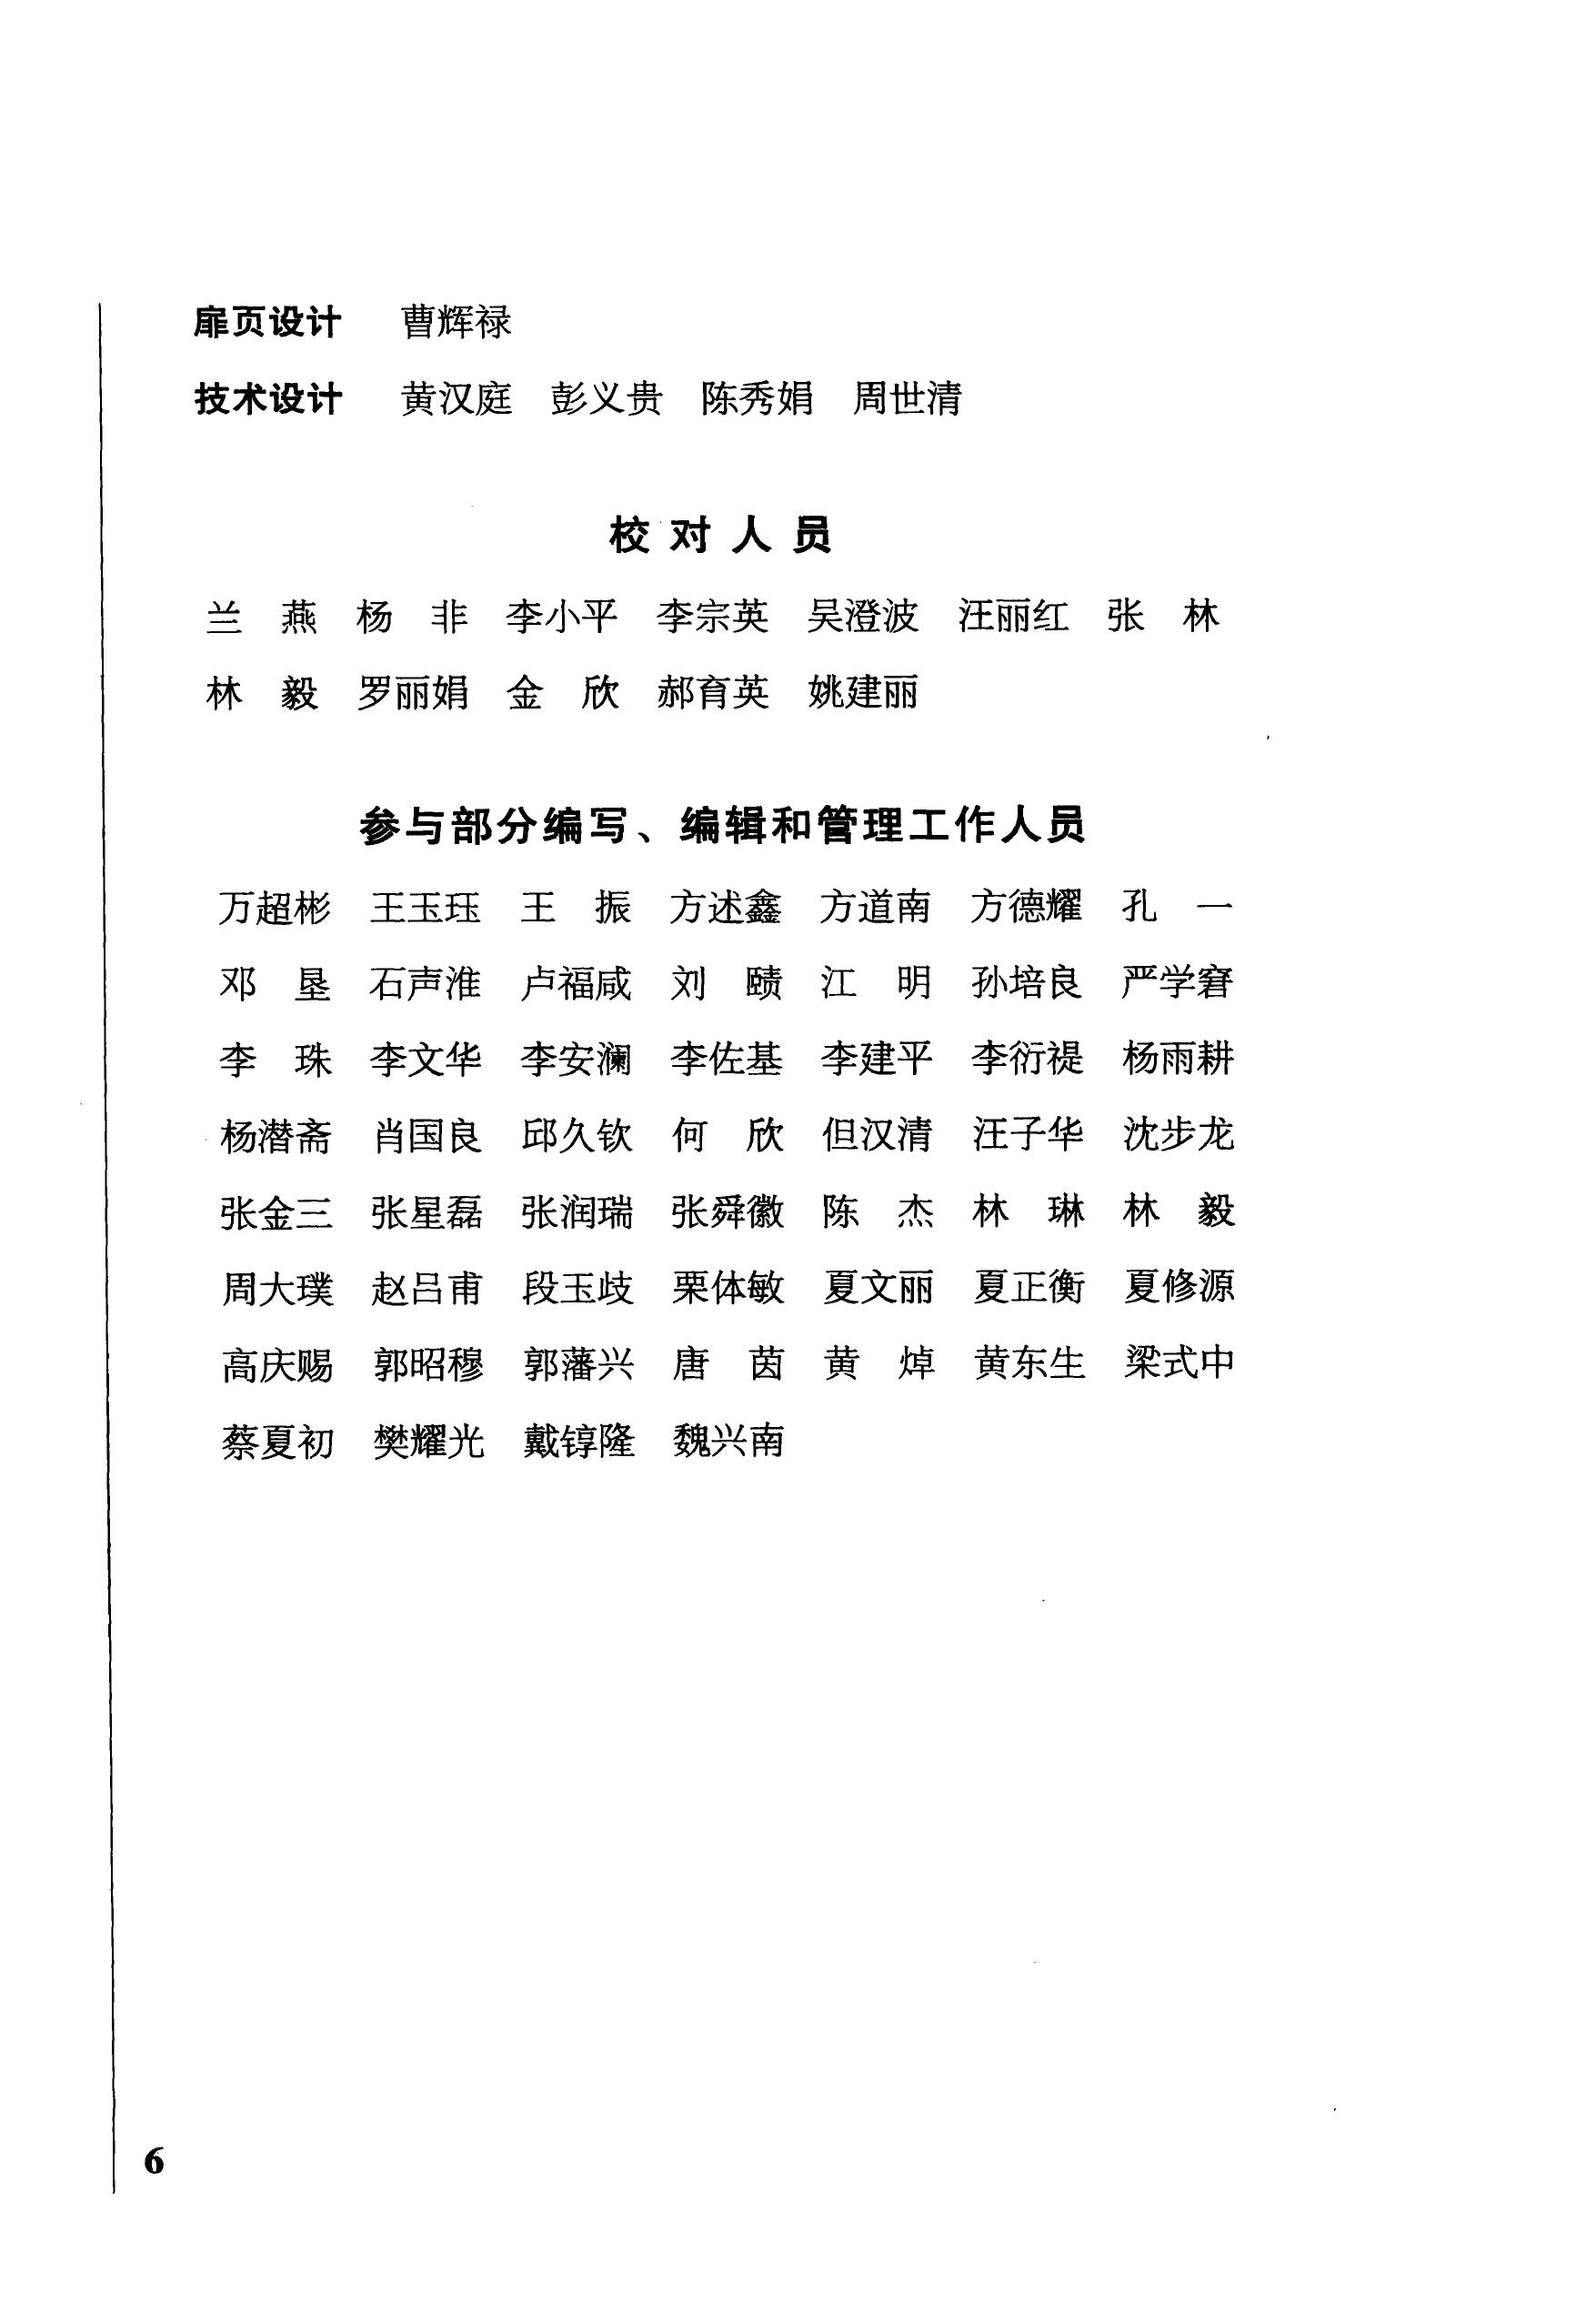 扉页设计 曹辉禄
技术设计 黄汉庭 彭义贵 陈秀娟 周世清
校对人员
兰 燕 杨 非 李小平 李宗英 吴澄波 汪丽红 张 林
林 毅 罗丽娟 金 欣 郝育英 姚建丽
参与部分编写、编辑和管理工作人员
万超彬 王玉珏 王 振 方述鑫 方道南 方德耀 孔 一
邓 垦 石声淮 卢福咸 刘 赜 江 明 孙培良 严学窘
李 珠 李文华 李安澜 李佐基 李建平 李衍禔 杨雨耕
杨潜斋 肖国良 邱久钦 何 欣 但汉清 汪子华 沈步龙
张金三 张星磊 张润瑞 张舜徽 陈 杰 林 琳 林 毅
周大璞 赵吕甫 段玉歧 栗体敏 夏文丽 夏正衡 夏修源
高庆赐 郭昭穆 郭藩兴 唐 茵 黄 焯 黄东生 梁式中
蔡夏初 樊耀光 戴锌隆 魏兴南
6